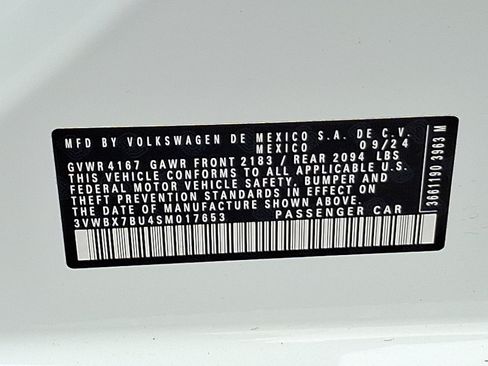 MFD BY VOLKSWAGEN DE MEXICO S.A. DE C.V.
MEXICO 09/24
GVWR 4167 GAWR FRONT 2183 / REAR 2094 LBS
THIS VEHICLE CONFORMS TO ALL APPLICABLE U.S.
FEDERAL MOTOR VEHICLE SAFETY, BUMPER AND
THEFT PREVENTION STANDARDS IN EFFECT ON
THE DATE OF MANUFACTURE SHOWN ABOVE.
3VWBX7BU4SM017653 PASSENGER CAR
36611190 3963 M